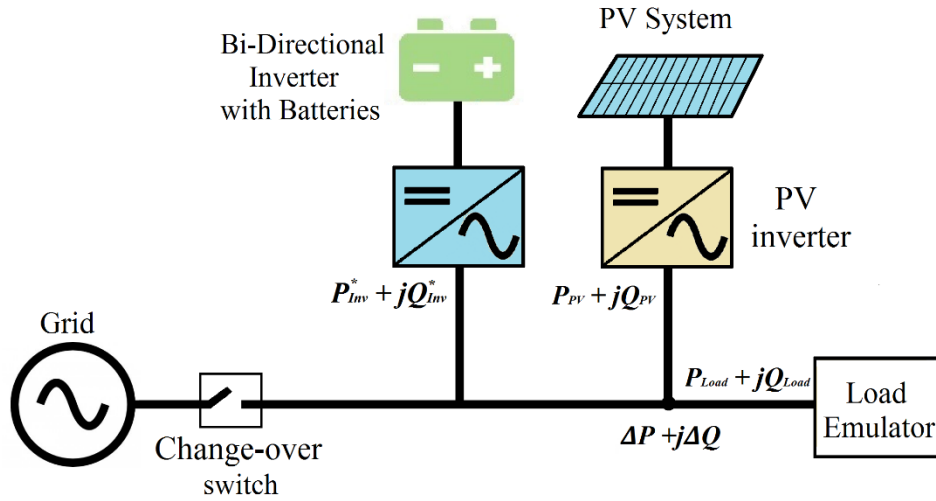 Bi-Directional
Inverter
with Batteries
PV System
PV
inverter
P*Inv + jQ*Inv
PPV + jQPV
Grid
PLoad + jQLoad
Load
Emulator
ΔP +jΔQ
Change-over
switch